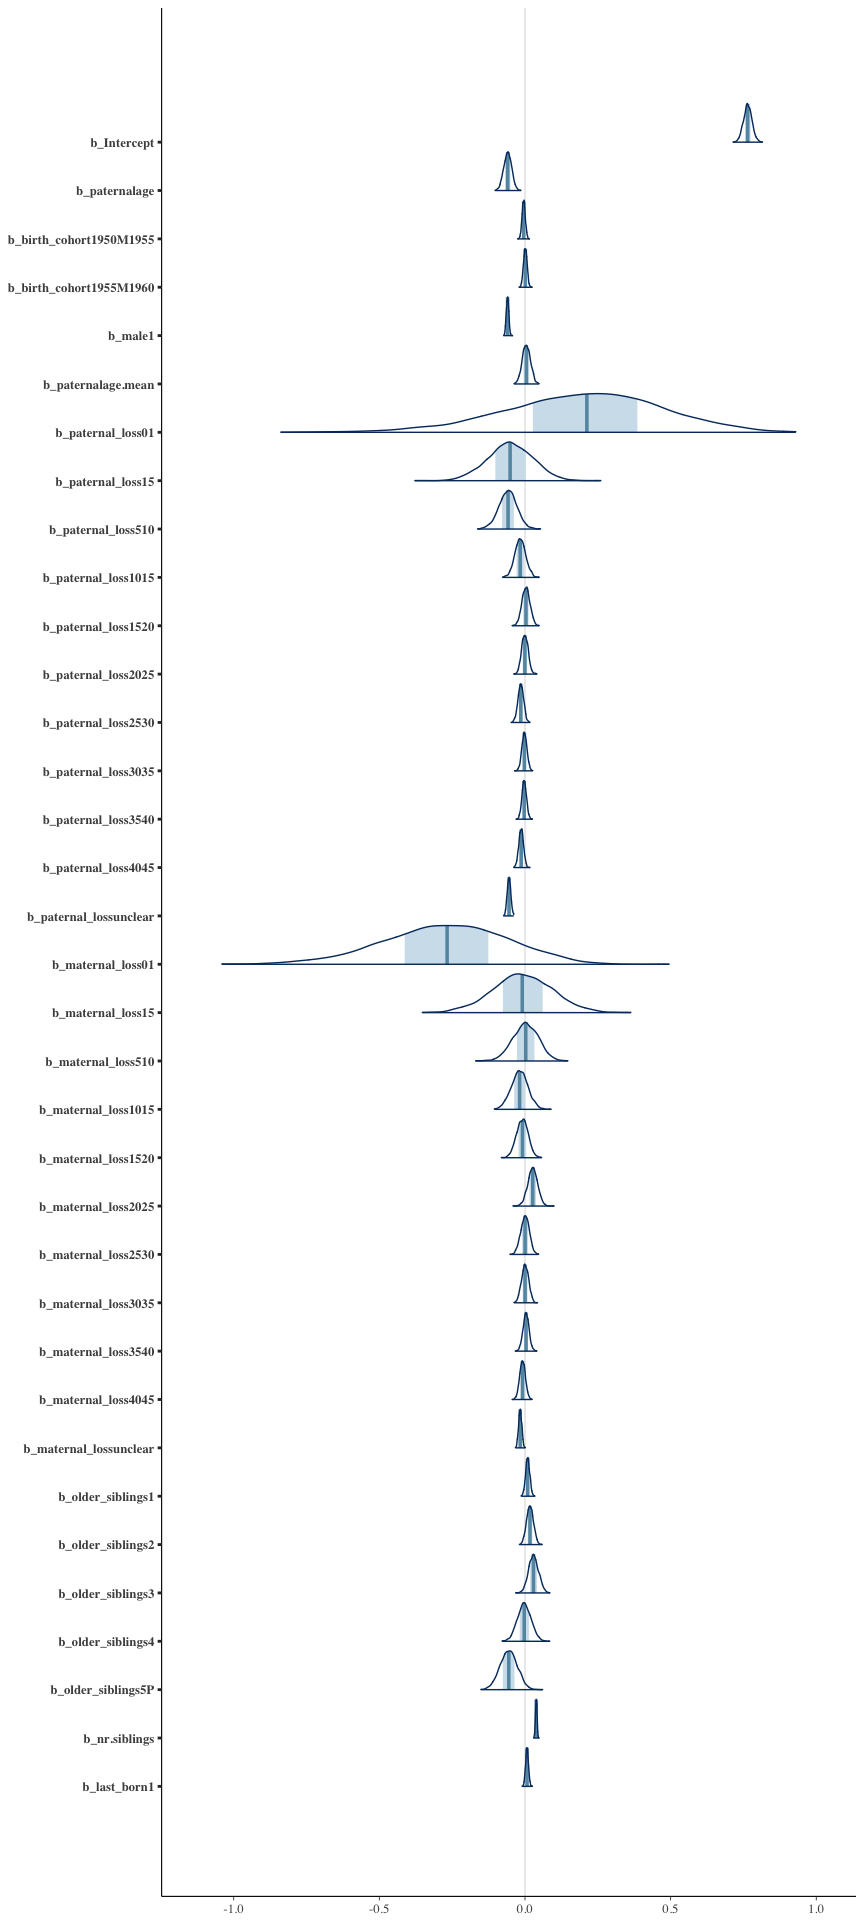 b_Intercept
b_paternalage
b_birth_cohort1950M1955
b_birth_cohort1955M1960
b_male1
b_paternalage.mean
b_paternal_loss01
b_paternal_loss15
b_paternal_loss510
b_paternal_loss1015
b_paternal_loss1520
b_paternal_loss2025
b_paternal_loss2530
b_paternal_loss3035
b_paternal_loss3540
b_paternal_loss4045
b_paternal_lossunclear
b_maternal_loss01
b_maternal_loss15
b_maternal_loss510
b_maternal_loss1015
b_maternal_loss1520
b_maternal_loss2025
b_maternal_loss2530
b_maternal_loss3035
b_maternal_loss3540
b_maternal_loss4045
b_maternal_lossunclear
b_older_siblings1
b_older_siblings2
b_older_siblings3
b_older_siblings4
b_older_siblings5P
b_nr.siblings
b_last_born1
-1.0 -0.5 0.0 0.5 1.0